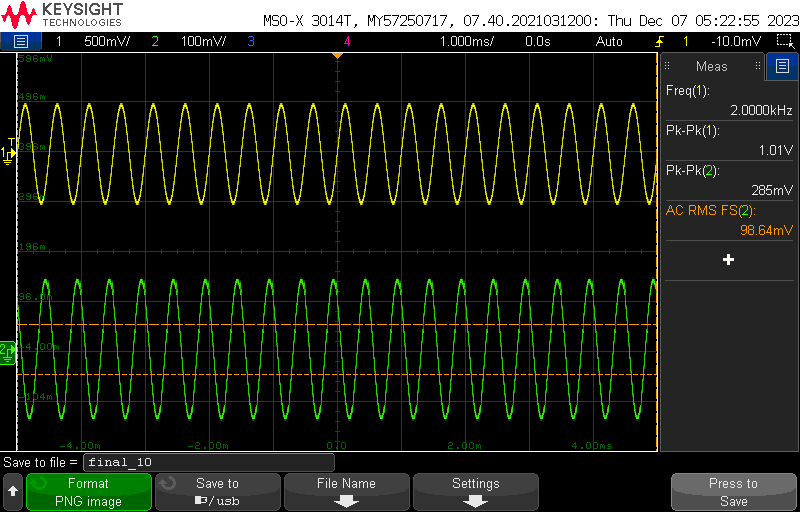 KEYSIGHT
TECHNOLOGIES
MSO-X 3014T, MY57250717, 07.40.2021031200: Thu Dec 07 05:22:55 2023
1 500mV/ 2 100mV/ 3 4 1.000ms/ 0.0s Auto 1 -10.0mV
596mV
496m
396m
296m
196m
96.0m
-4.00m
-104m
T
1
2
-4.00m -2.00m 0.0 2.00m 4.00ms
Meas
Freq(1):
2.0000kHz
Pk-Pk(1):
1.01V
Pk-Pk(2):
285mV
AC RMS FS(2):
98.64mV
+
Save to file = final_10
Format
PNG image
Save to
/usb
File Name
Settings
Press to
Save